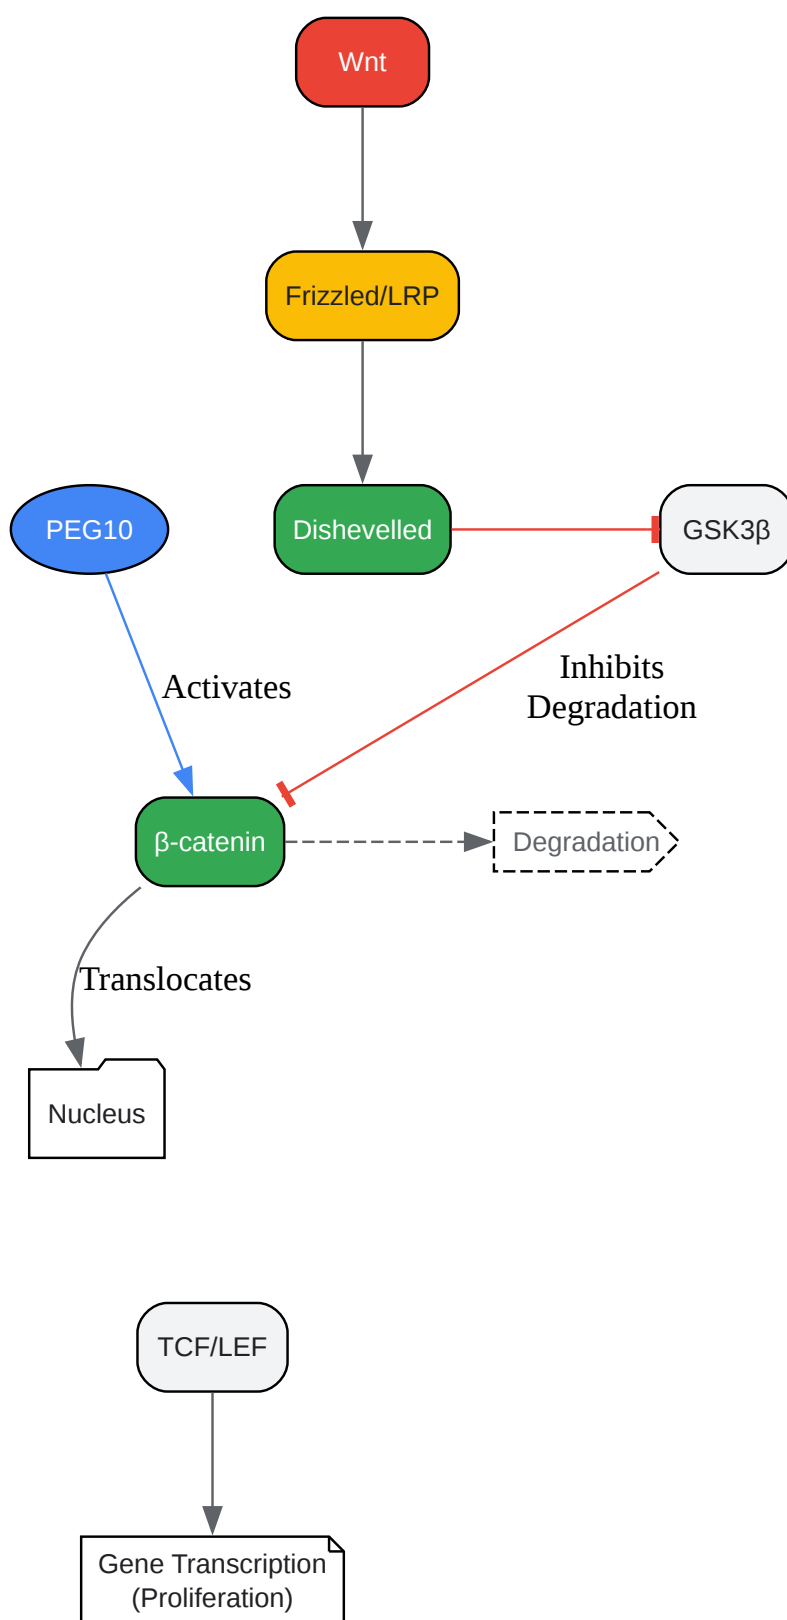 Wnt
Frizzled/LRP
PEG10
Dishevelled
GSK3β
Activates
Inhibits
Degradation
β-catenin
Degradation
Translocates
Nucleus
TCF/LEF
Gene Transcription
(Proliferation)